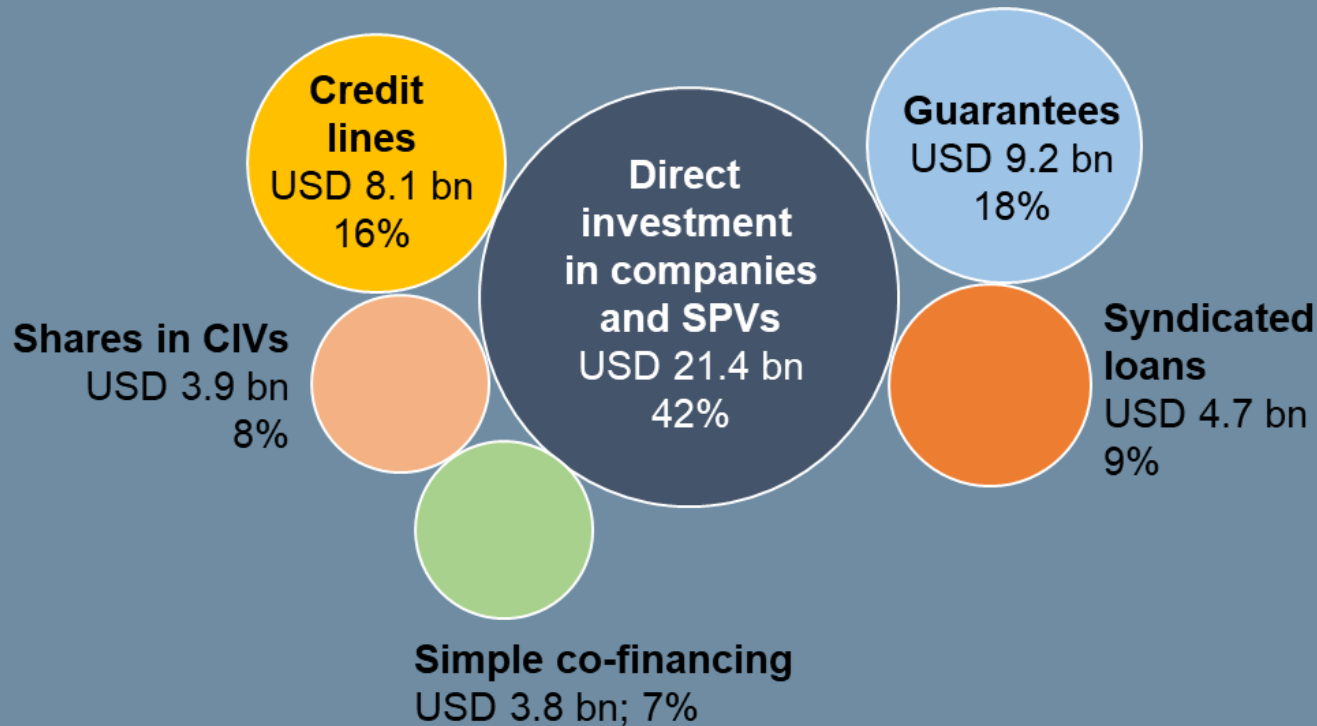 Credit
lines
USD 8.1 bn
16%
Direct
investment
in companies
and SPVs
USD 21.4 bn
42%
Guarantees
USD 9.2 bn
18%
Shares in CIVs
USD 3.9 bn
8%
Syndicated
loans
USD 4.7 bn
9%
Simple co-financing
USD 3.8 bn; 7%